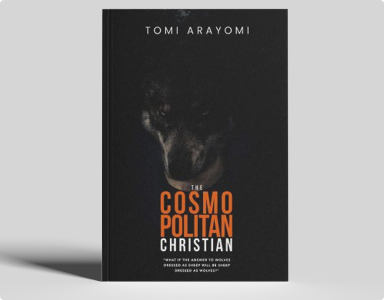 TOMI ARAYOMI
THE
COSMO
POLITAN
CHRISTIAN
"WHAT IF THE ANSWER TO WOLVES
DRESSED AS SHEEP WILL BE SHEEP
DRESSED AS WOLVES?"